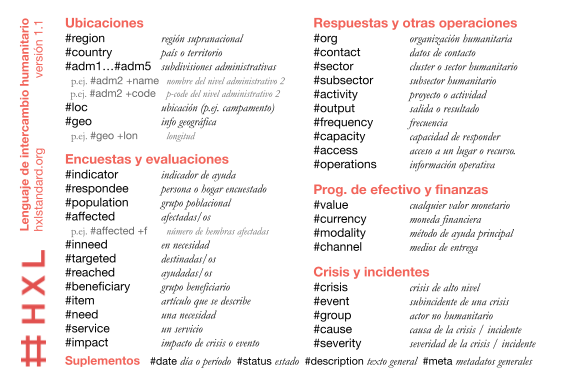 #HXL
Lenguaje de intercambio humanitario
hxlstandard.org versión 1.1
Ubicaciones
#region región supranacional
#country país o territorio
#adm1…#adm5 subdivisiones administrativas
p.ej. #adm2 +name nombre del nivel administrativo 2
p.ej. #adm2 +code p-code del nivel administrativo 2
#loc ubicación (p.ej. campamento)
#geo info geográfica
p.ej. #geo +lon longitud
Encuestas y evaluaciones
#indicator indicador de ayuda
#respondee persona o hogar encuestado
#population grupo poblacional
#affected afectadas/os
p.ej. #affected +f número de hembras afectadas
#inneed en necesidad
#targeted destinadas/os
#reached ayudadas/os
#beneficiary grupo beneficiario
#item artículo que se describe
#need una necesidad
#service un servicio
#impact impacto de crisis o evento
Respuestas y otras operaciones
#org organización humanitaria
#contact datos de contacto
#sector cluster o sector humanitario
#subsector subsector humanitario
#activity proyecto o actividad
#output salida o resultado
#frequency frecuencia
#capacity capacidad de responder
#access acceso a un lugar o recurso.
#operations información operativa
Prog. de efectivo y finanzas
#value cualquier valor monetario
#currency moneda financiera
#modality método de ayuda principal
#channel medios de entrega
Crisis y incidentes
#crisis crisis de alto nivel
#event subincidente de una crisis
#group actor no humanitario
#cause causa de la crisis / incidente
#severity severidad de la crisis / incidente
Suplementos #date día o período #status estado #description texto general #meta metadatos generales